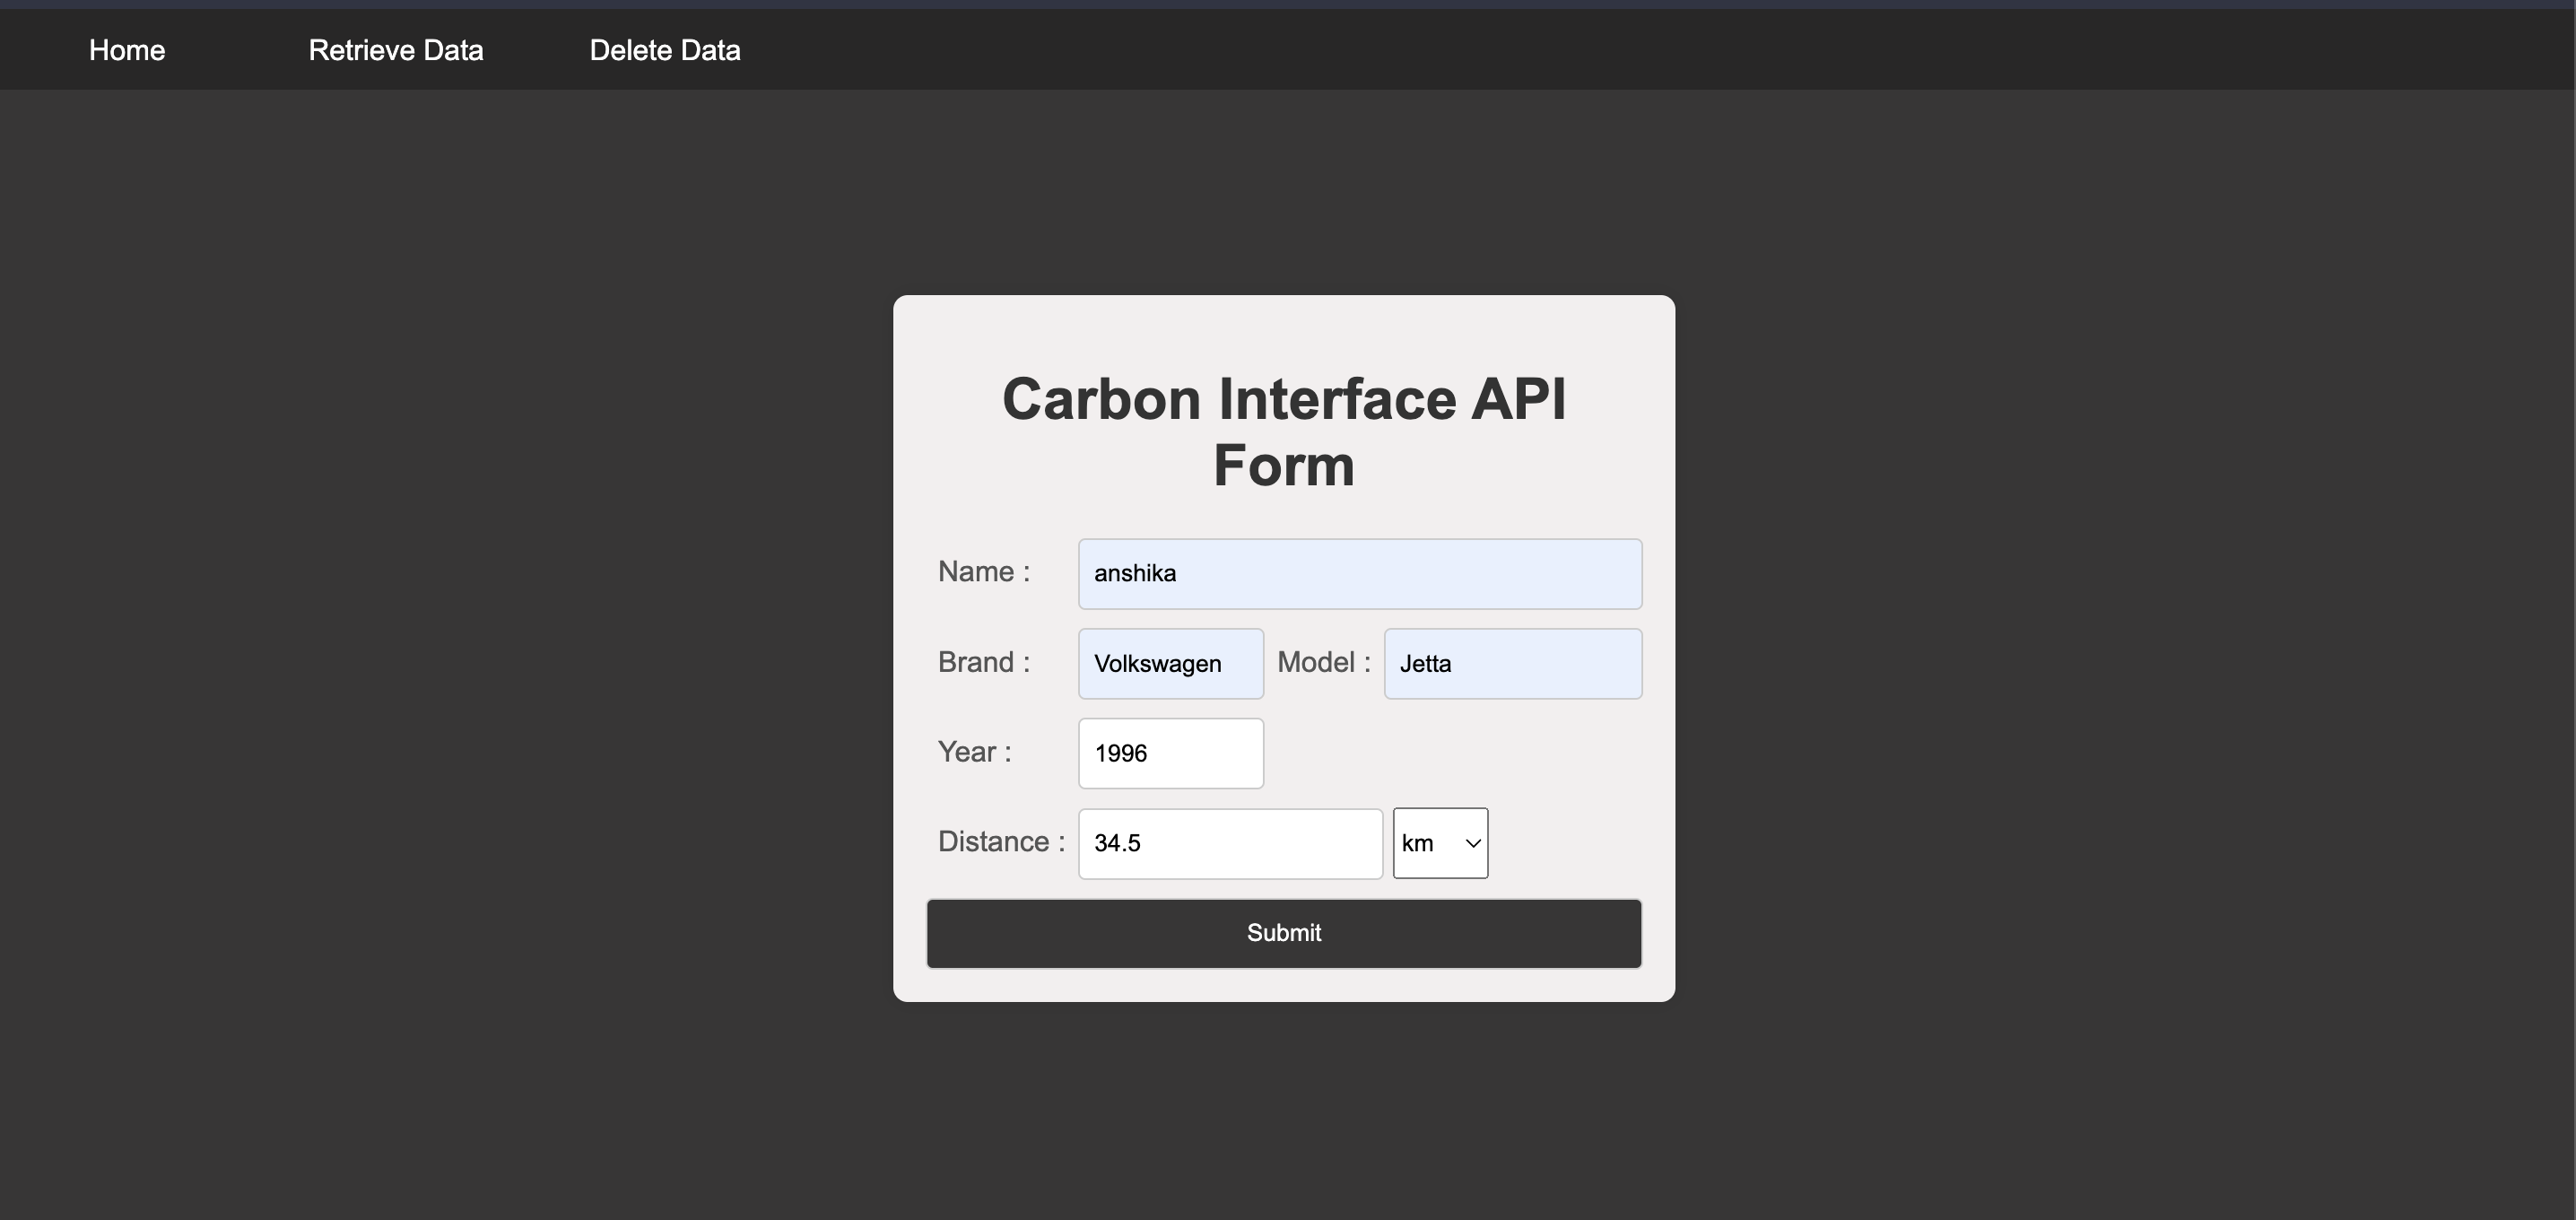 Home Retrieve Data Delete Data
Carbon Interface API
Form
Name : anshika
Brand : Volkswagen Model : Jetta
Year : 1996
Distance : 34.5 km
Submit